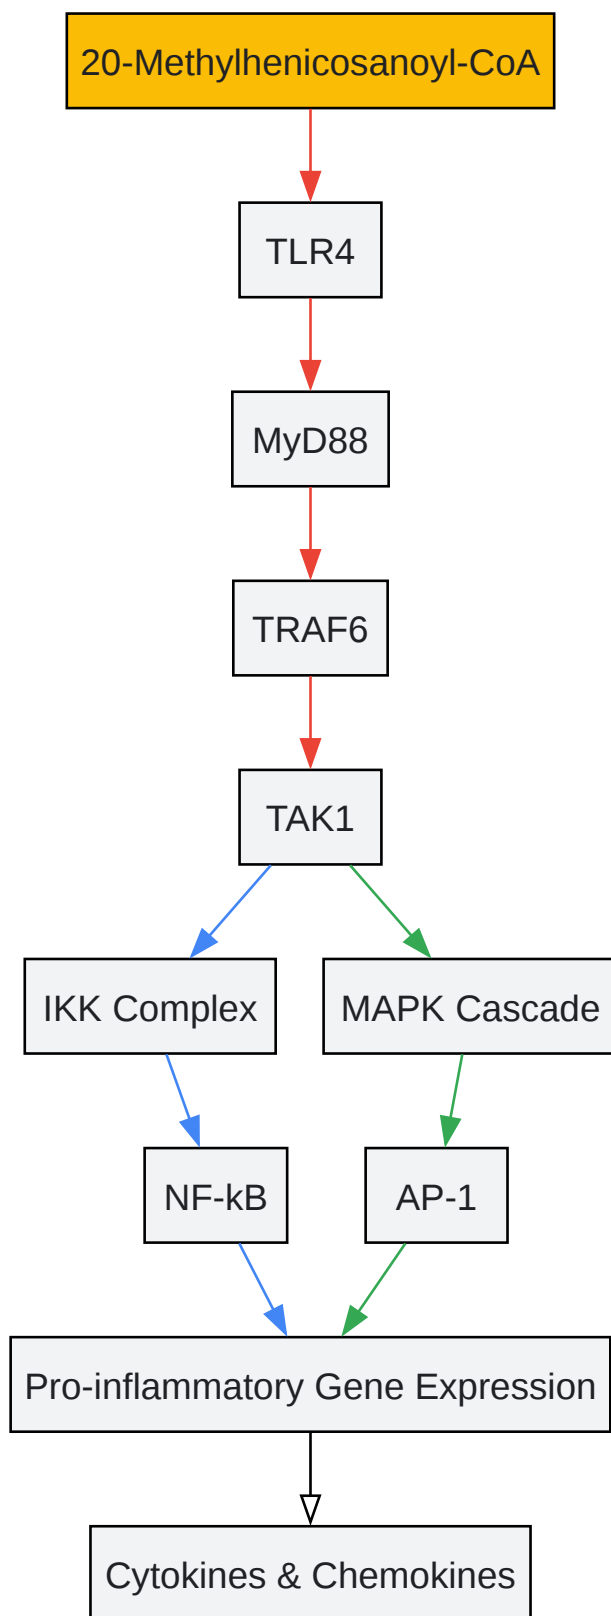 20-Methylhenicosanoyl-CoA
TLR4
MyD88
TRAF6
TAK1
IKK Complex
MAPK Cascade
NF-kB
AP-1
Pro-inflammatory Gene Expression
Cytokines & Chemokines